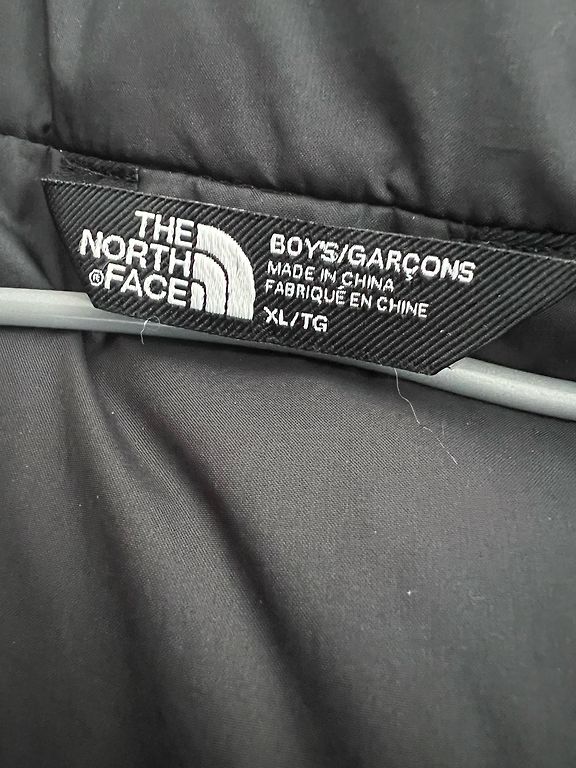 THE
NORTH
®FACE
BOY'S/GARÇONS
MADE IN CHINA
FABRIQUÉ EN CHINE
XL/TG